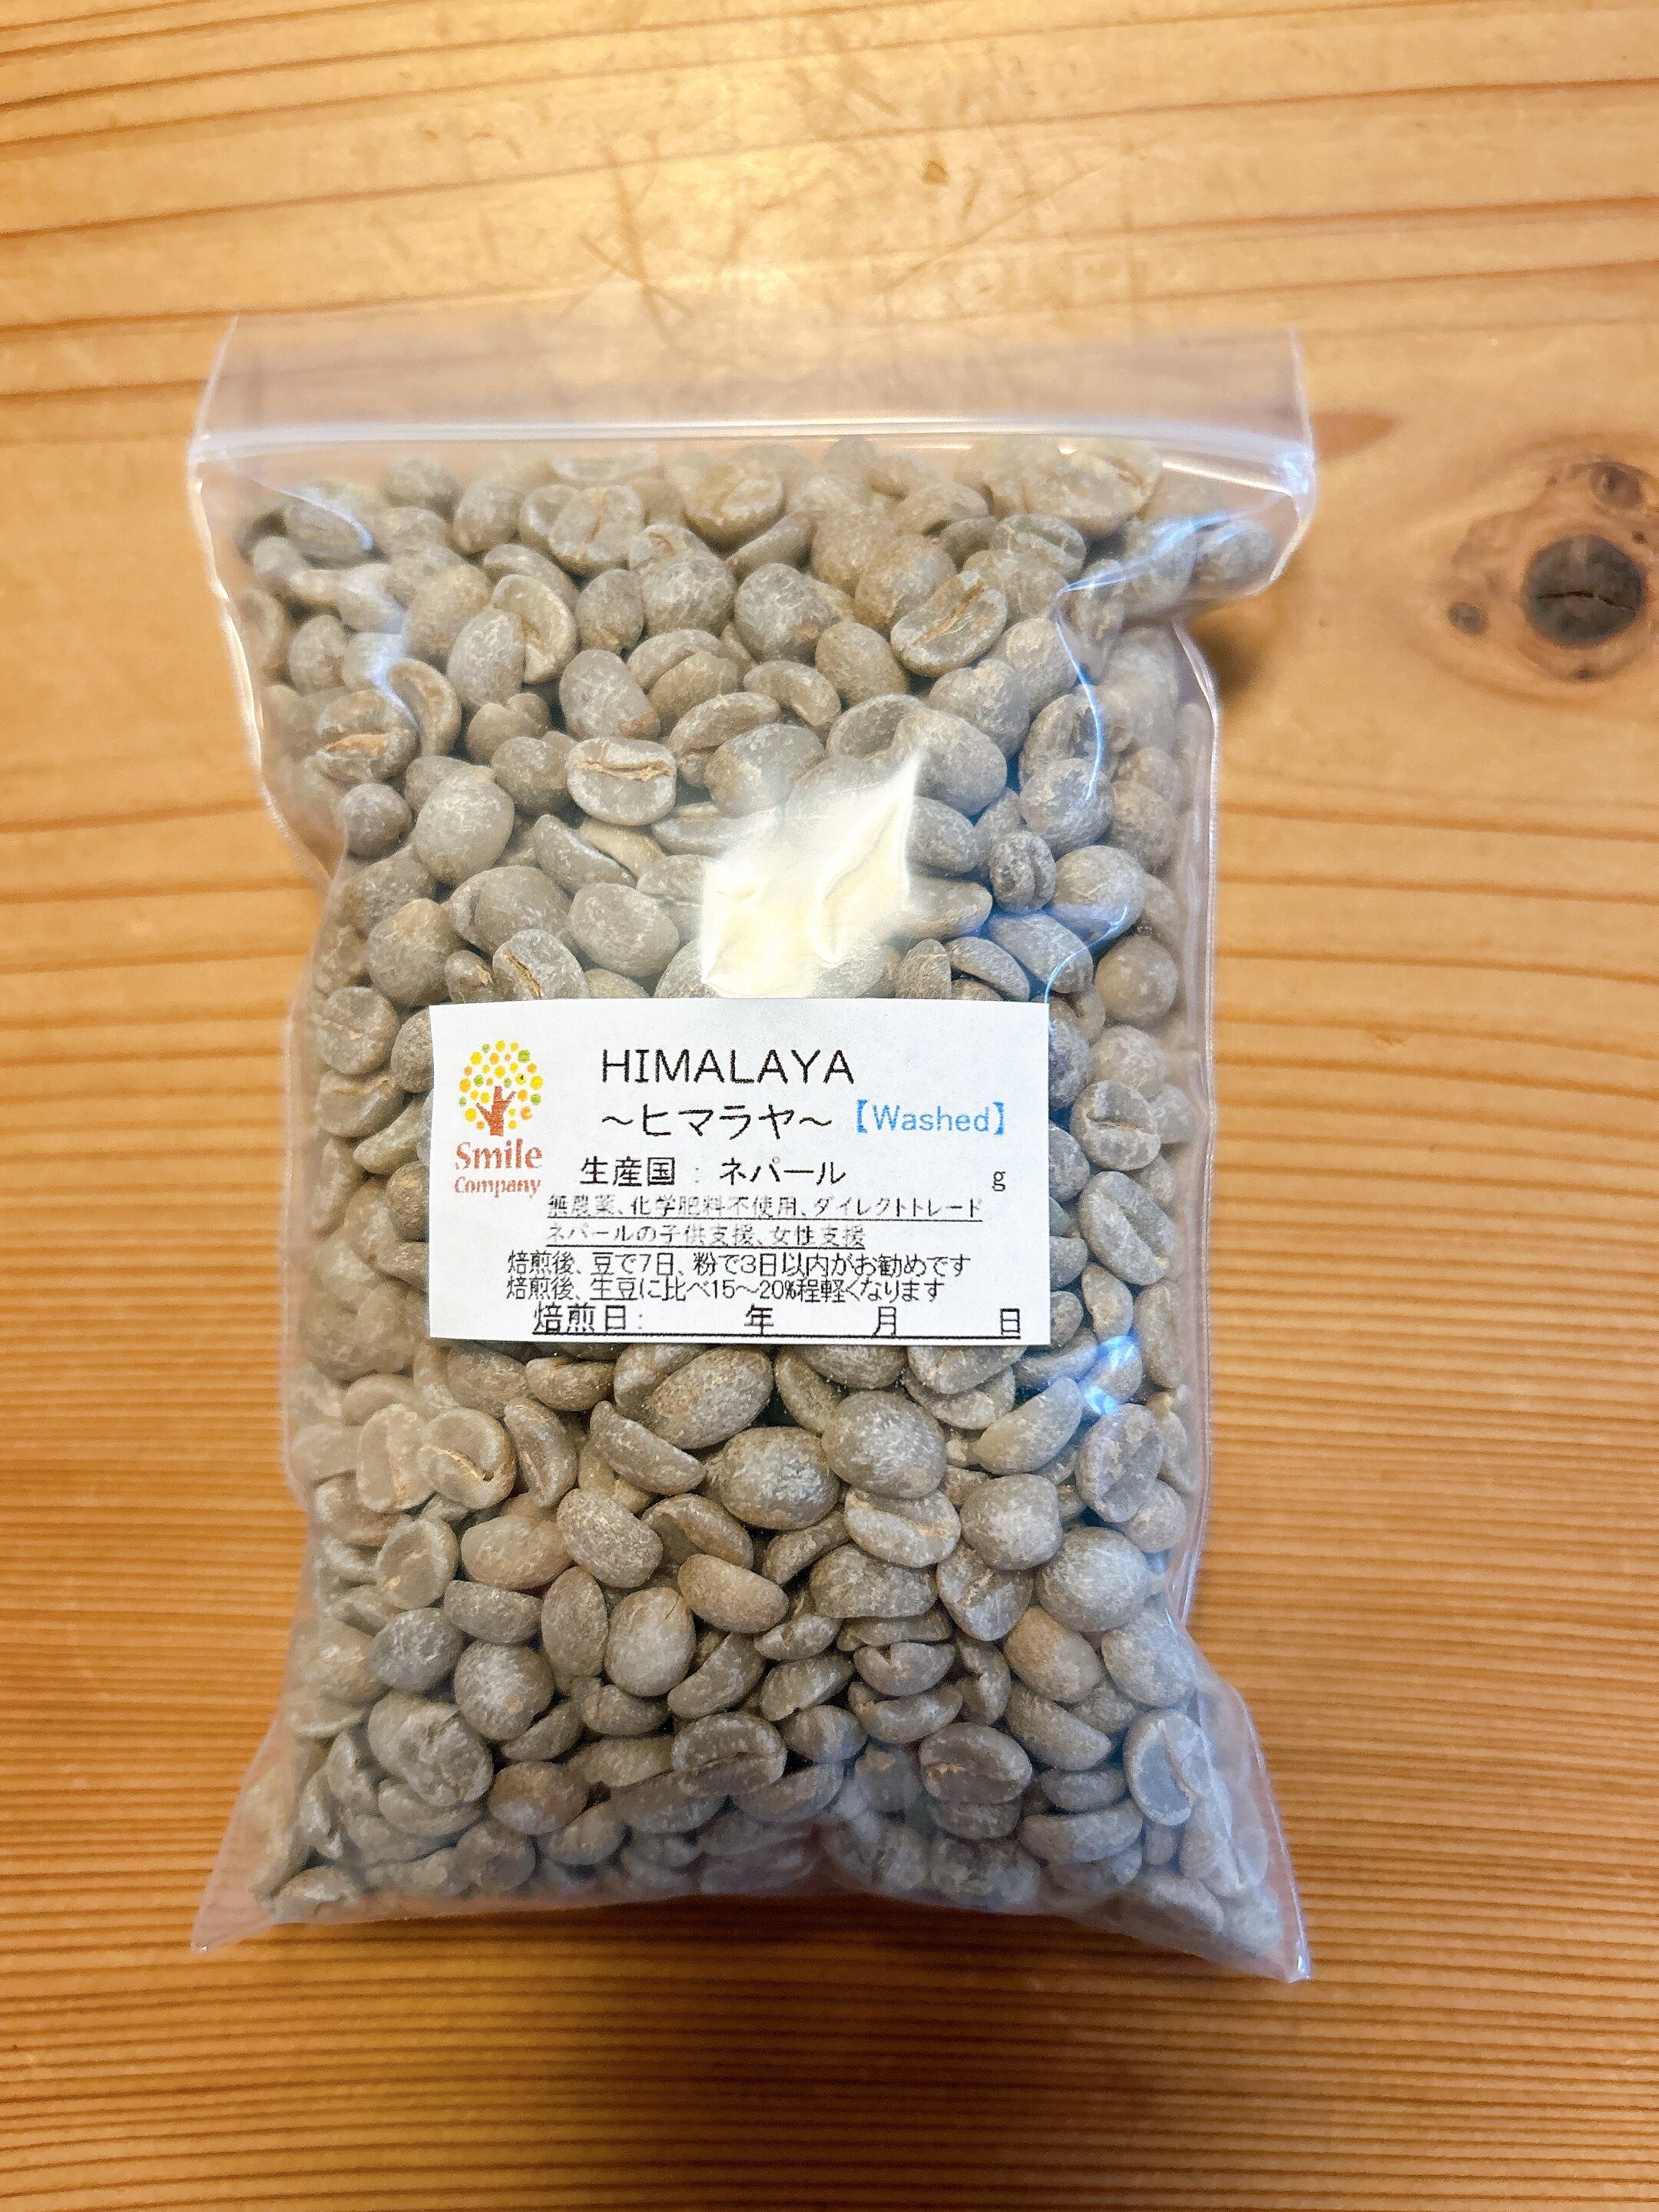 HIMALAYA
～ヒマラヤ～【Washed】
Smile
Company
生産国：ネパール g
無農薬、化学肥料不使用、ダイレクトトレード
ネパールの子供支援、女性支援
焙煎後、豆で7日、粉で3日以内がお勧めです
焙煎後、生豆に比べ15～20%程軽くなります
焙煎日： 年 月 日